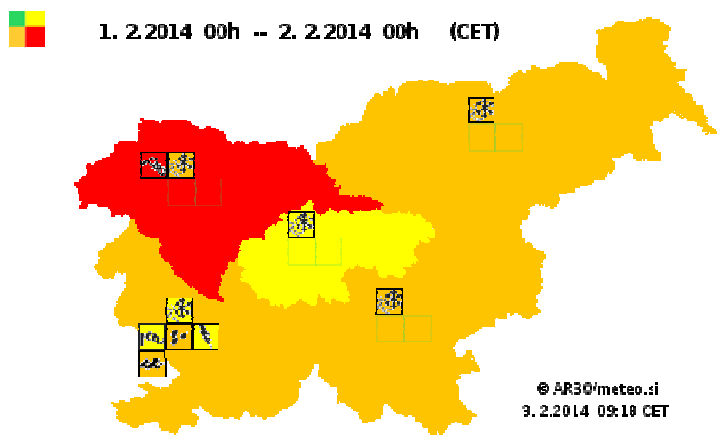 1. 2.2014 00h -- 2. 2.2014 00h (CET)
© ARSO/meteo.si
3. 2.2014 09:18 CET